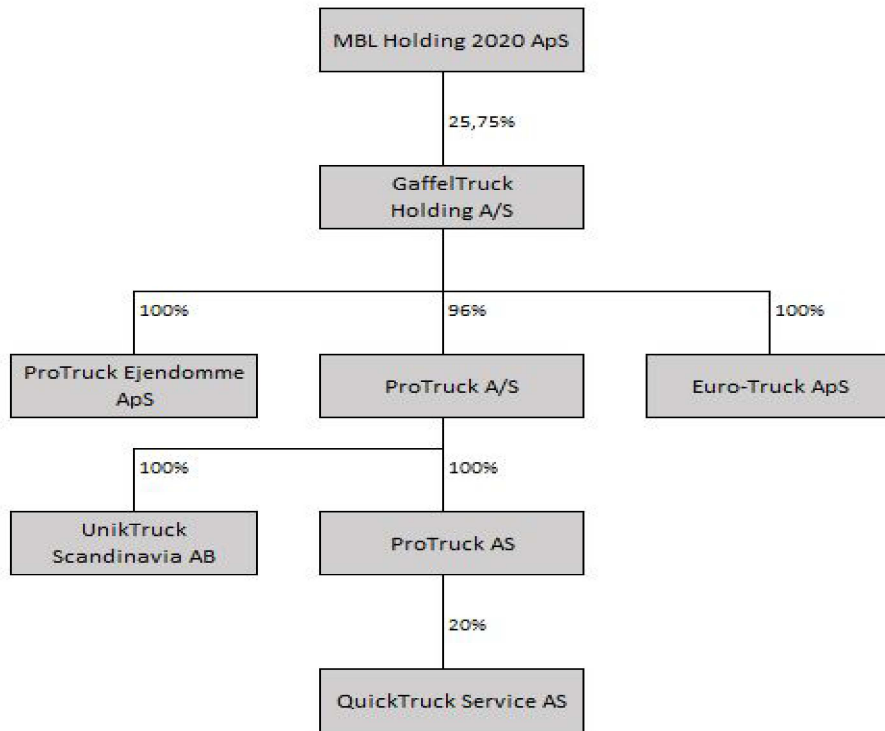 MBL Holding 2020 ApS
25,75%
GaffelTruck
Holding A/S
100%
96%
100%
ProTruck Ejendomme
ApS
ProTruck A/S
Euro-Truck ApS
100%
100%
UnikTruck
Scandinavia AB
ProTruck AS
20%
QuickTruck Service AS